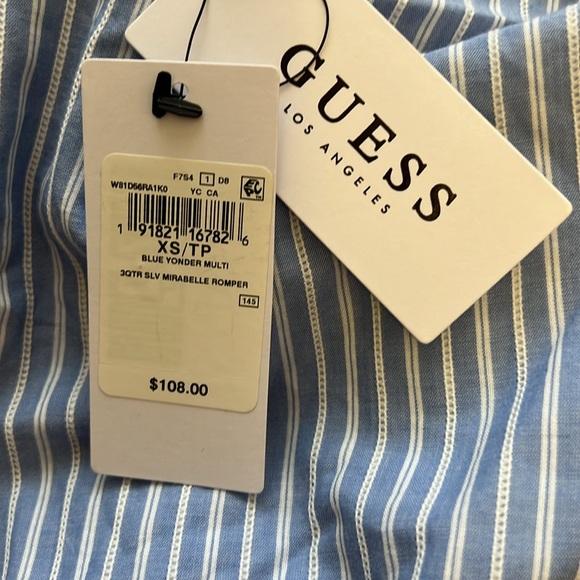 GUESS
LOS ANGELES
F7S4 1 D8
W81D56RA1K0 YC CA
1 91821 16782 6
XS/TP
BLUE YONDER MULTI
3QTR SLV MIRABELLE ROMPER
145
$108.00